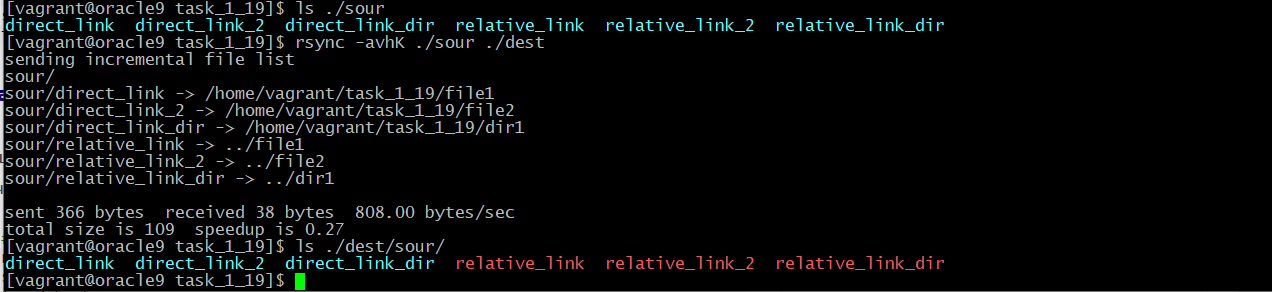 [vagrant@oracle9 task_1_19]$ ls ./sour
direct_link  direct_link_2  direct_link_dir  relative_link  relative_link_2  relative_link_dir
[vagrant@oracle9 task_1_19]$ rsync -avhK ./sour ./dest
sending incremental file list
sour/
sour/direct_link -> /home/vagrant/task_1_19/file1
sour/direct_link_2 -> /home/vagrant/task_1_19/file2
sour/direct_link_dir -> /home/vagrant/task_1_19/dir1
sour/relative_link -> ../file1
sour/relative_link_2 -> ../file2
sour/relative_link_dir -> ../dir1

sent 366 bytes  received 38 bytes  808.00 bytes/sec
total size is 109  speedup is 0.27
[vagrant@oracle9 task_1_19]$ ls ./dest/sour/
direct_link  direct_link_2  direct_link_dir  relative_link  relative_link_2  relative_link_dir
[vagrant@oracle9 task_1_19]$